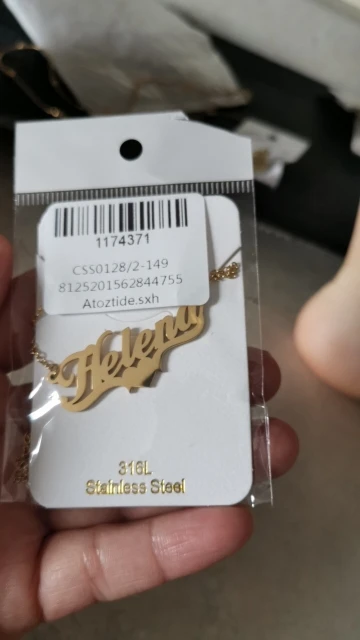 1174371
CSS0128/2-149
8125201562844755
Atoztide.sxh
Helena
316L
Stainless Steel